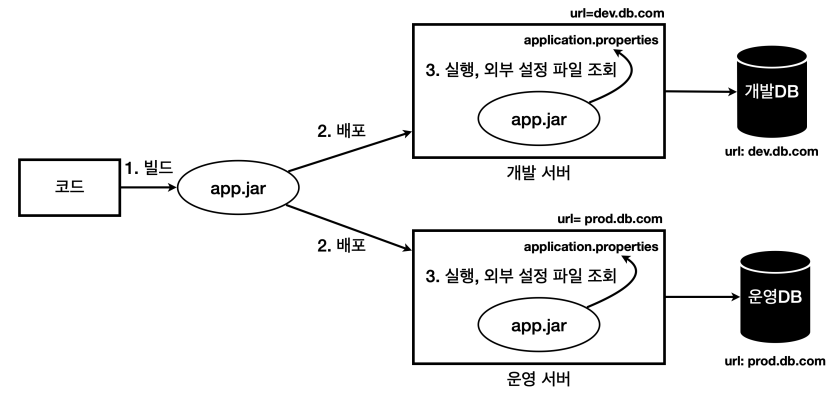 코드
1. 빌드
app.jar
2. 배포
2. 배포
url=dev.db.com
application.properties
3. 실행, 외부 설정 파일 조회
app.jar
개발 서버
개발DB
url: dev.db.com
url= prod.db.com
application.properties
3. 실행, 외부 설정 파일 조회
app.jar
운영 서버
운영DB
url: prod.db.com